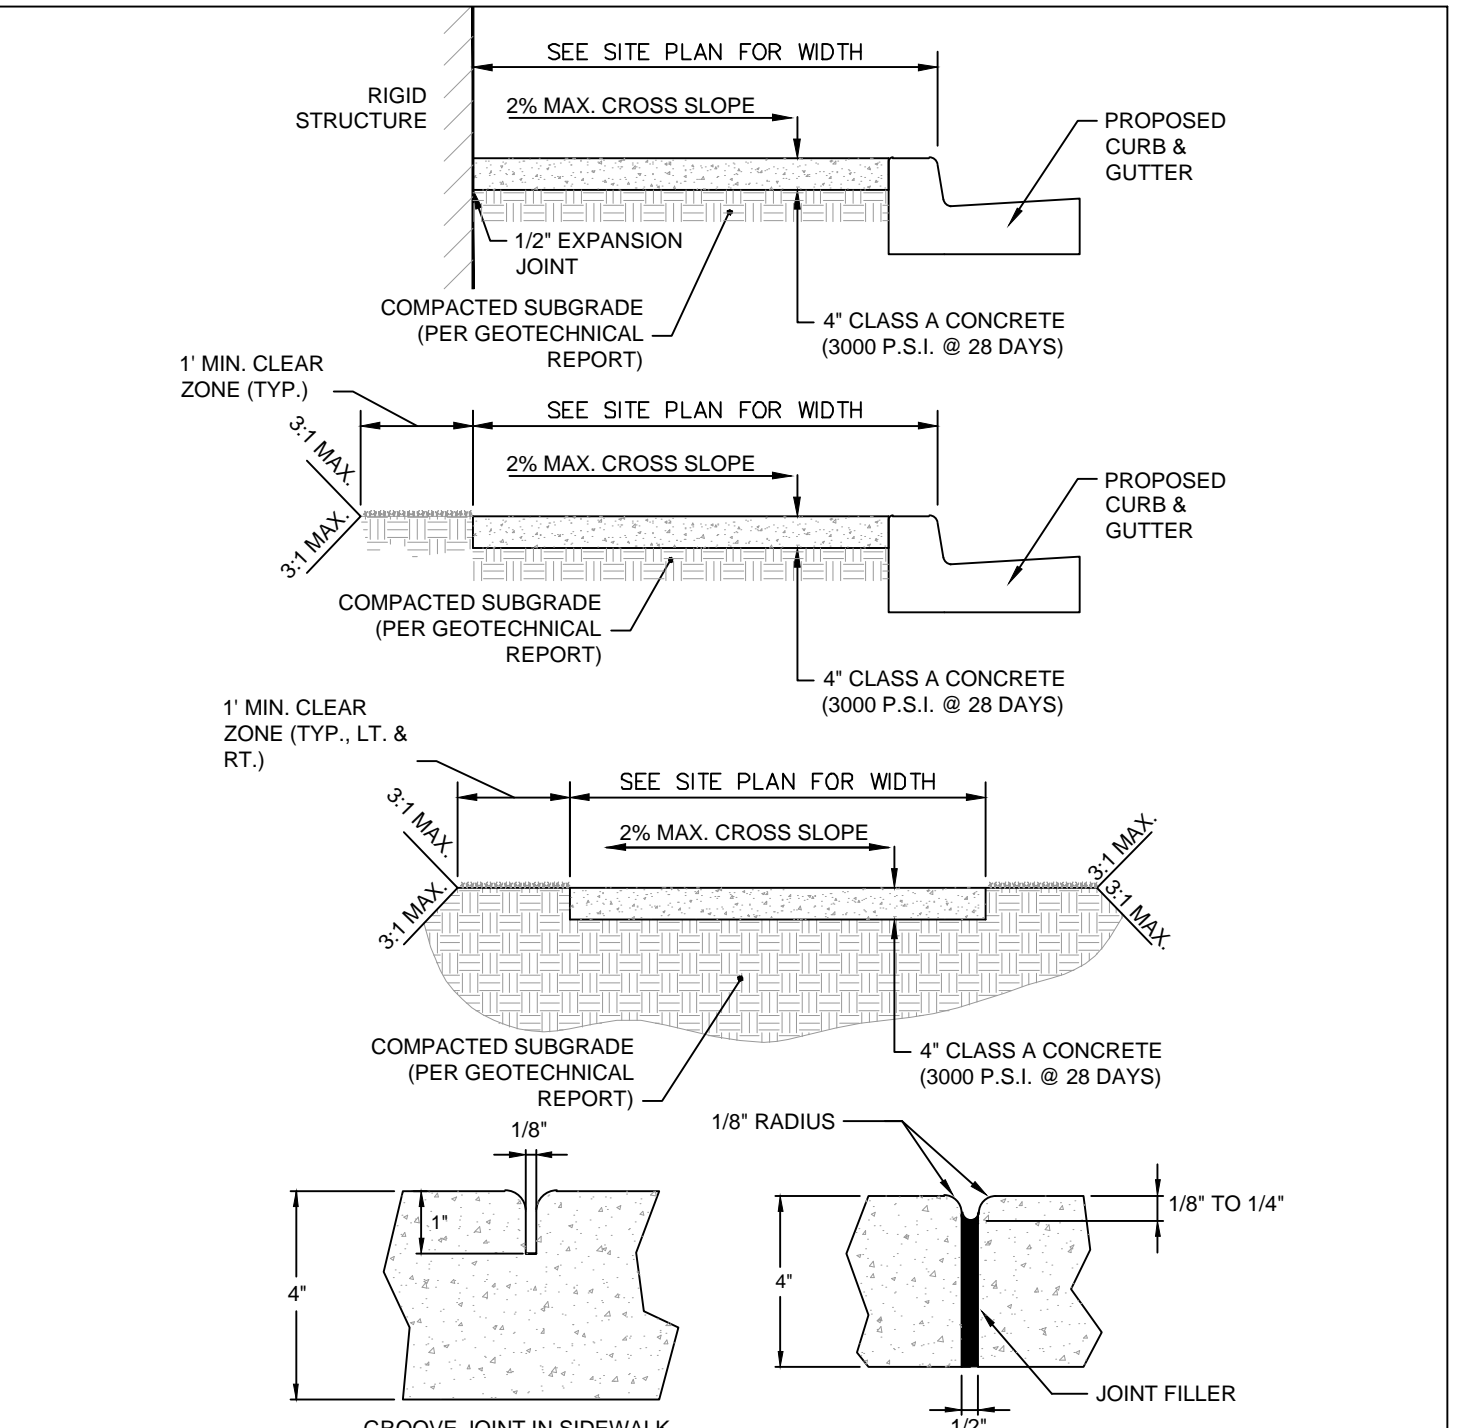 SEE SITE PLAN FOR WIDTH
RIGID
STRUCTURE
2% MAX. CROSS SLOPE
PROPOSED
CURB &
GUTTER
1/2" EXPANSION
JOINT
COMPACTED SUBGRADE
(PER GEOTECHNICAL
REPORT)
4" CLASS A CONCRETE
(3000 P.S.I. @ 28 DAYS)
1' MIN. CLEAR
ZONE (TYP.)
SEE SITE PLAN FOR WIDTH
3:1 MAX.
3:1 MAX.
2% MAX. CROSS SLOPE
PROPOSED
CURB &
GUTTER
COMPACTED SUBGRADE
(PER GEOTECHNICAL
REPORT)
4" CLASS A CONCRETE
(3000 P.S.I. @ 28 DAYS)
1' MIN. CLEAR
ZONE (TYP., LT. &
RT.)
SEE SITE PLAN FOR WIDTH
3:1 MAX.
3:1 MAX.
2% MAX. CROSS SLOPE
3:1 MAX.
3:1 MAX.
COMPACTED SUBGRADE
(PER GEOTECHNICAL
REPORT)
4" CLASS A CONCRETE
(3000 P.S.I. @ 28 DAYS)
1/8"
1"
4"
GROOVE JOINT IN SIDEWALK
1/8" RADIUS
1/8" TO 1/4"
4"
JOINT FILLER
1/2"